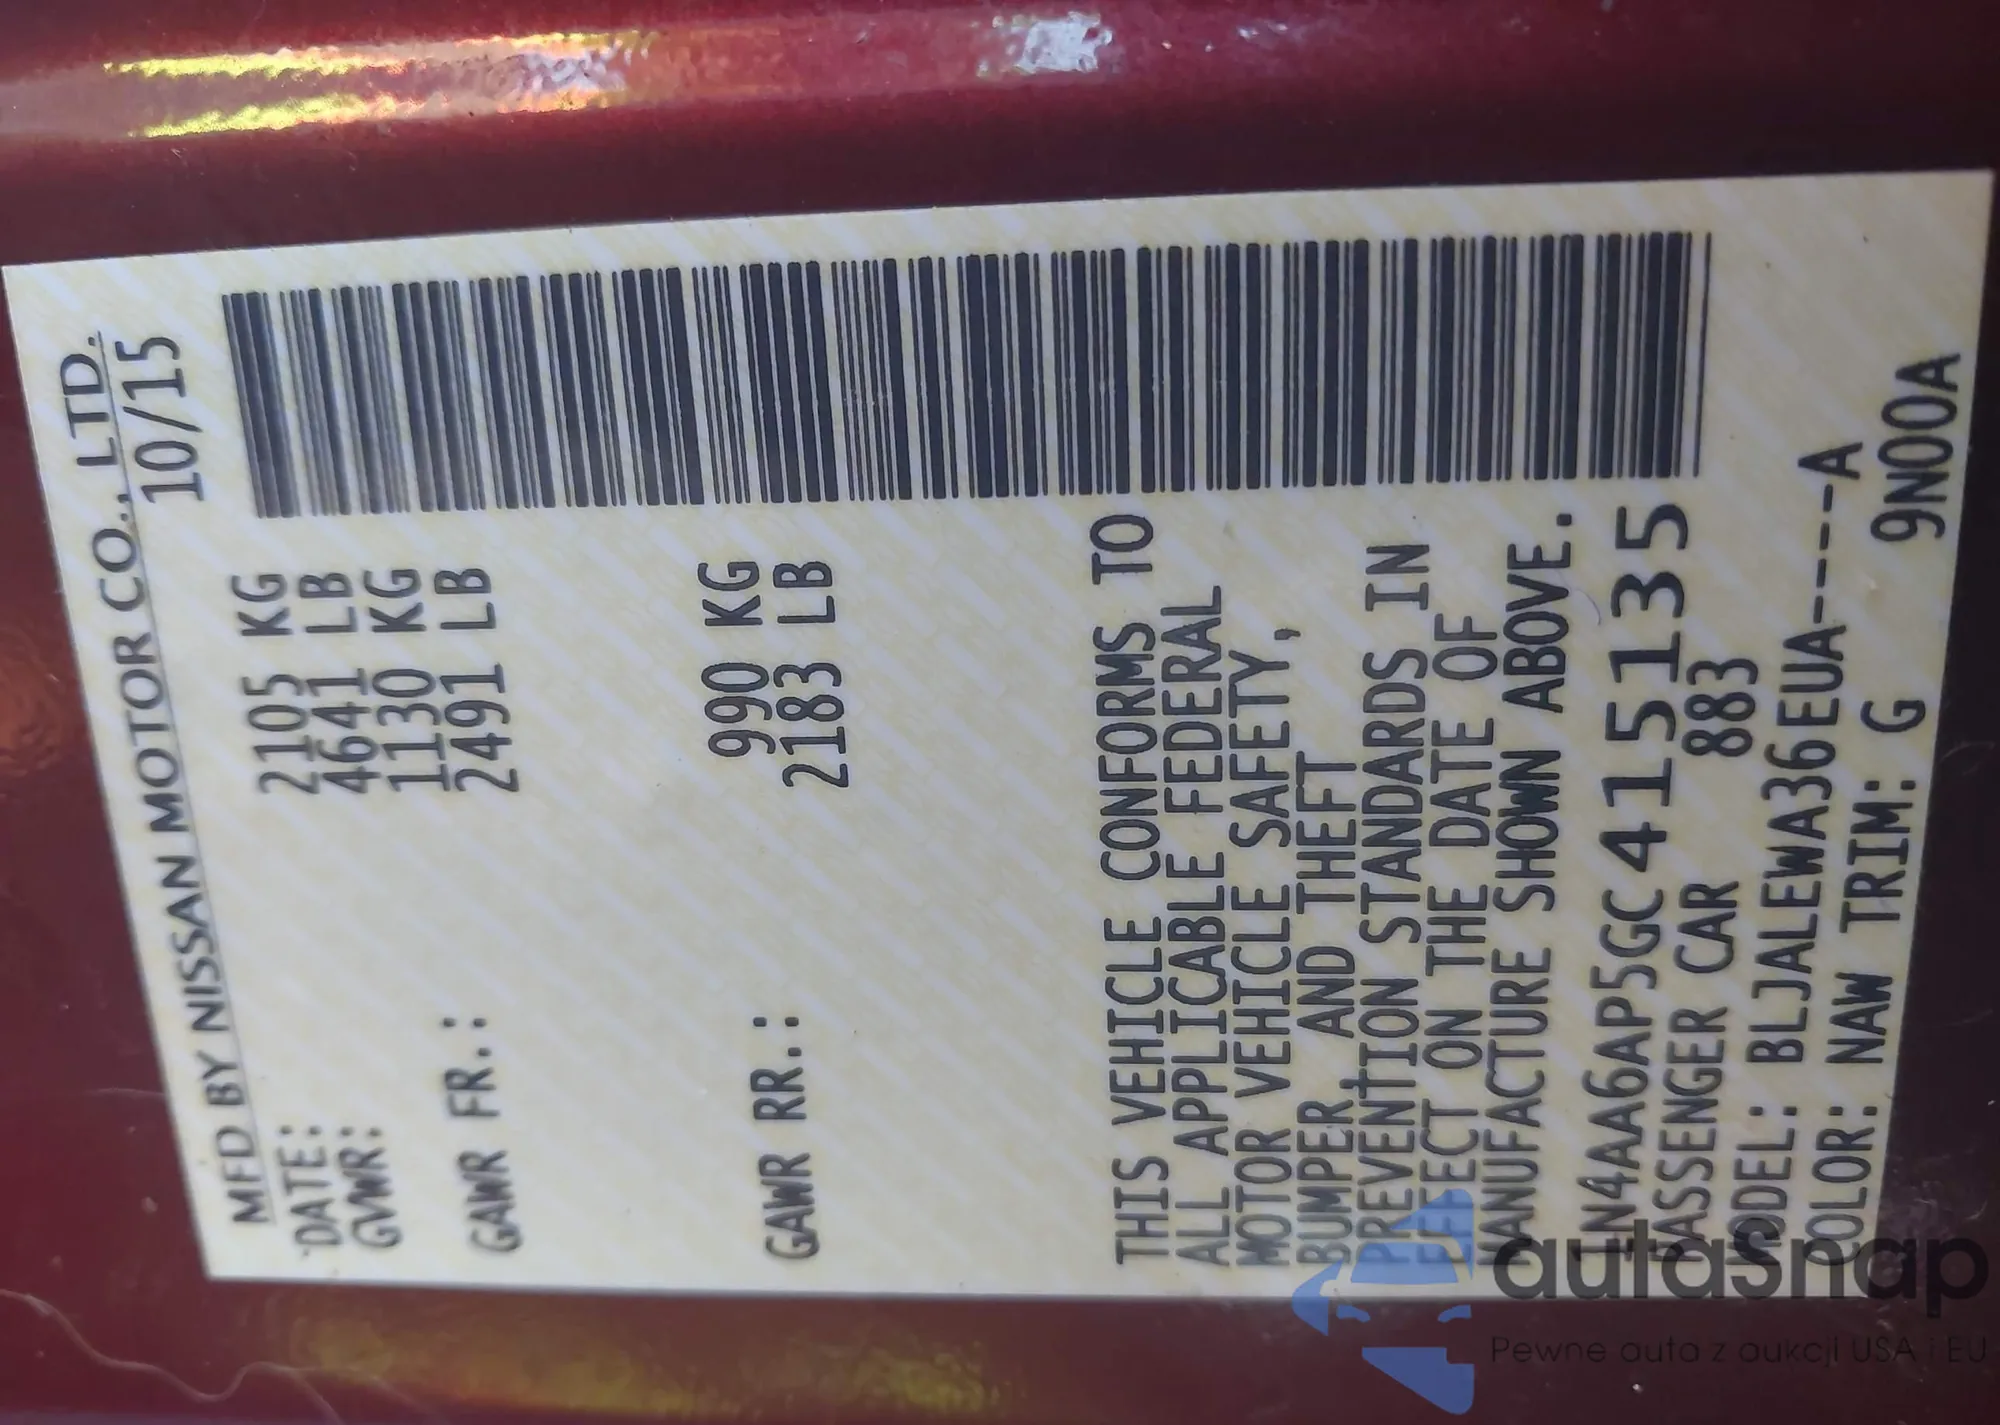 MFD BY NISSAN MOTOR CO., LTD.
DATE: 10/15
GVWR: 2105 KG
4641 LB
GAWR FR.: 1130 KG
2491 LB
GAWR RR.: 990 KG
2183 LB
THIS VEHICLE CONFORMS TO
ALL APPLICABLE FEDERAL
MOTOR VEHICLE SAFETY,
BUMPER AND THEFT
PREVENTION STANDARDS IN
EFFECT ON THE DATE OF
MANUFACTURE SHOWN ABOVE.
1N4AA6AP5GC415135
PASSENGER CAR 883
MODEL: BLJALEWA36EUA-----A
COLOR: NAW TRIM: G 9N00A
autasnap
Pewne auta z aukcji USA i EU